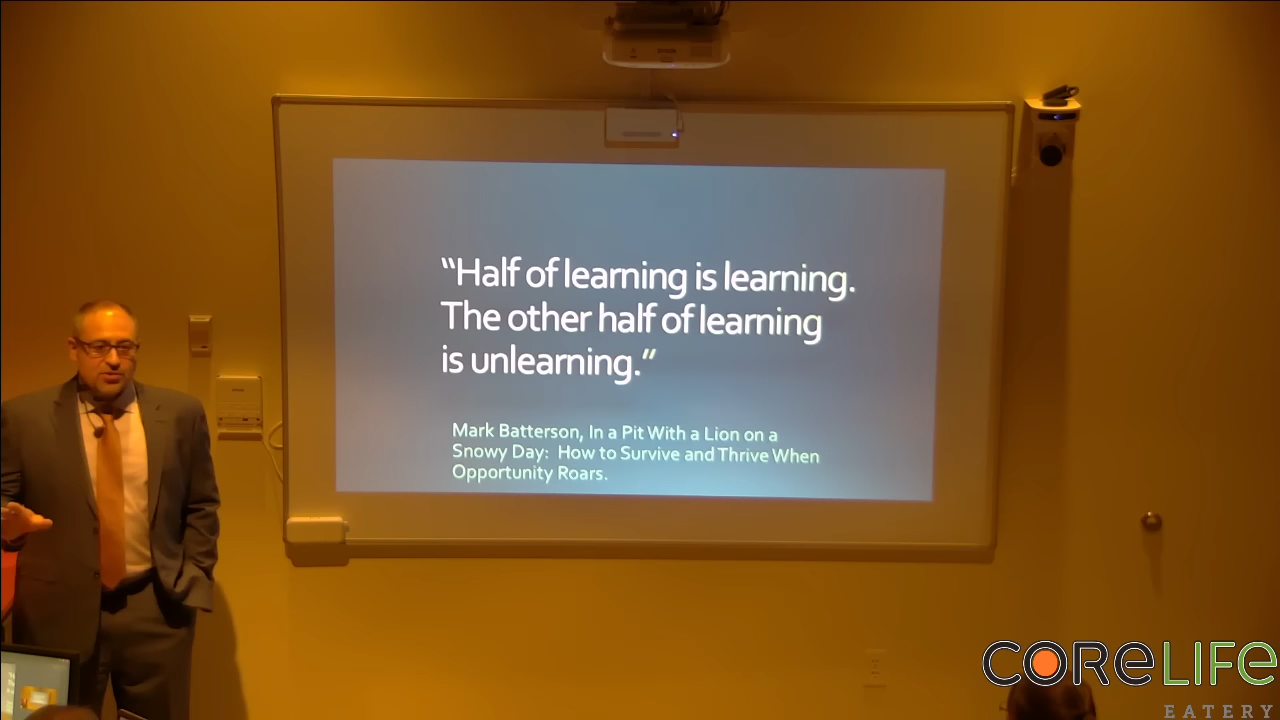 “Half of learning is learning.
The other half of learning
is unlearning.”
Mark Batterson, In a Pit With a Lion on a
Snowy Day: How to Survive and Thrive When
Opportunity Roars.
CORELIFE
EATERY